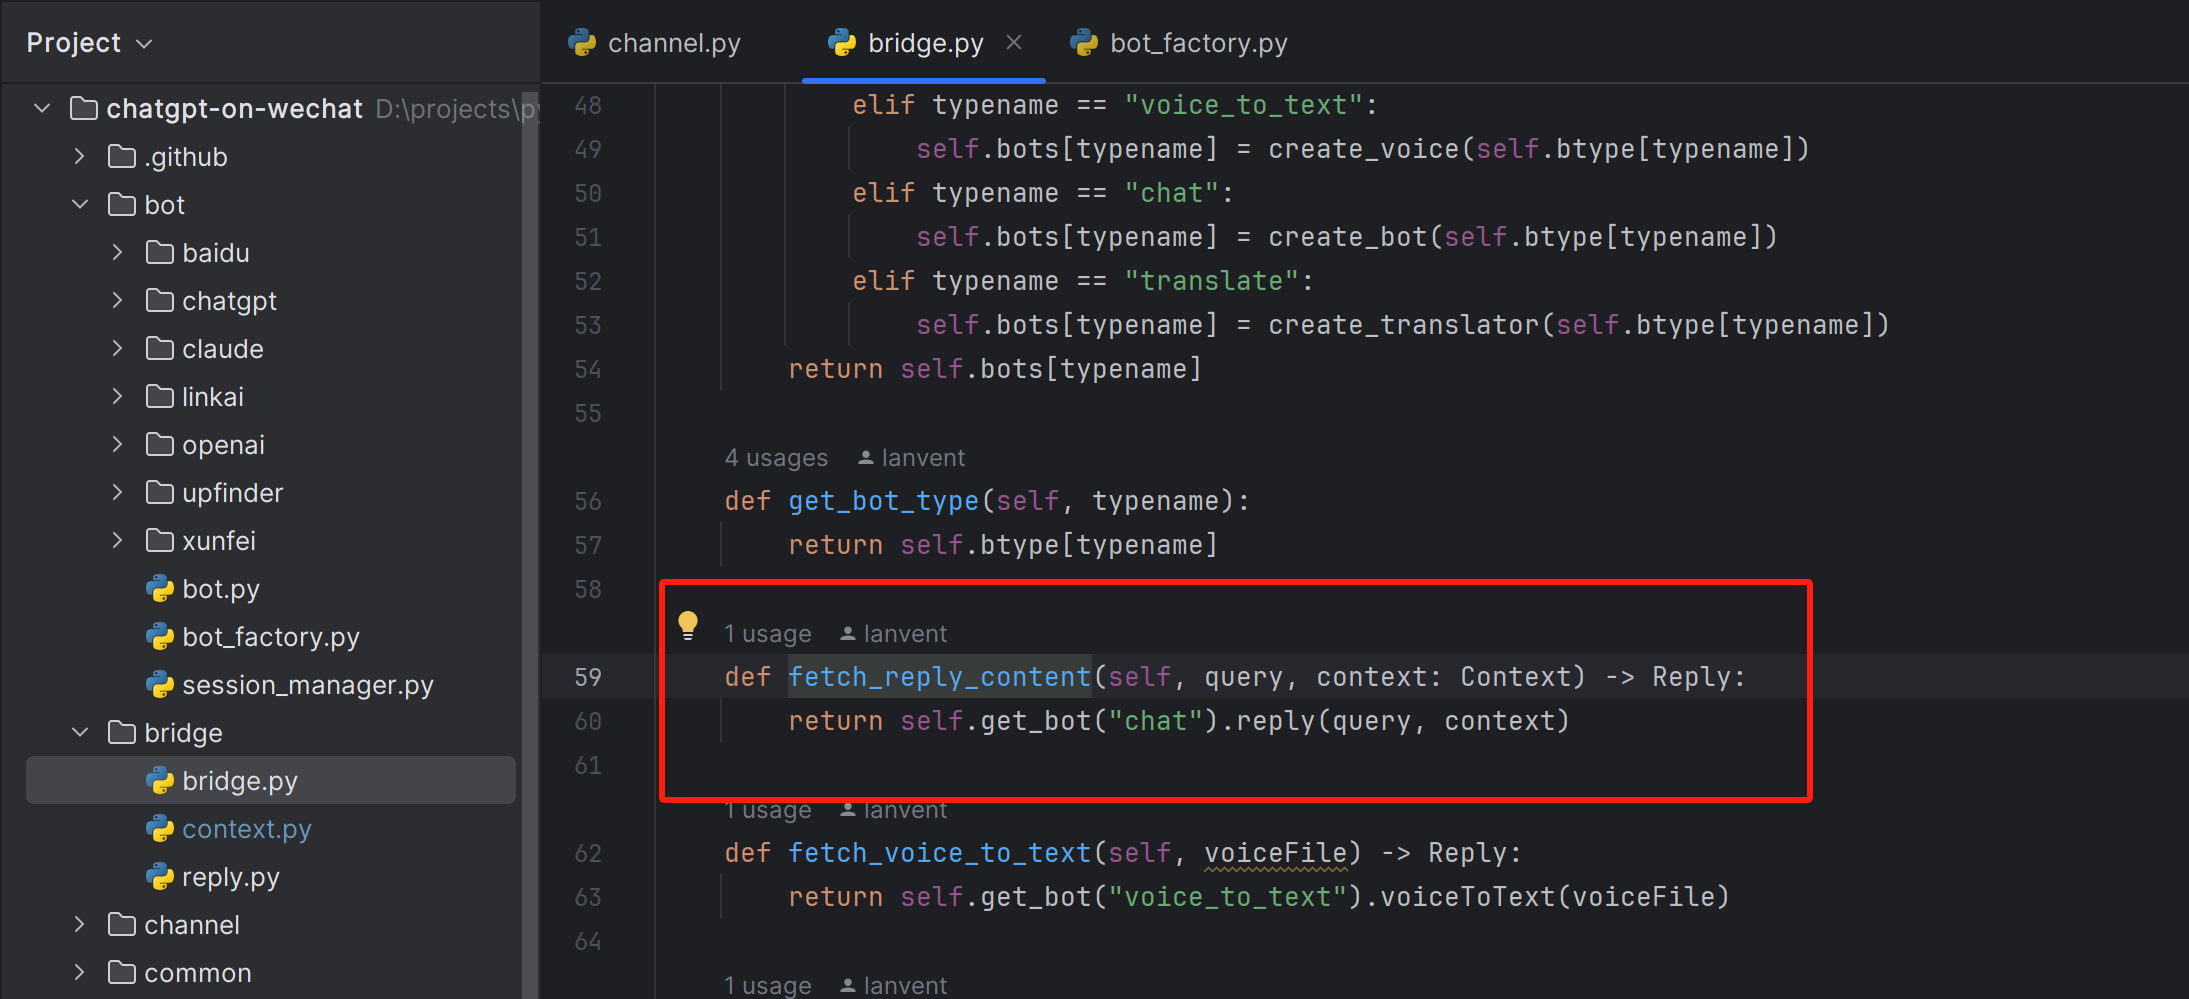 Project
channel.py
bridge.py
bot_factory.py
chatgpt-on-wechat D:\projects\py
.github
bot
baidu
chatgpt
claude
linkai
openai
upfinder
xunfei
bot.py
bot_factory.py
session_manager.py
bridge
bridge.py
context.py
reply.py
channel
common
48 elif typename == "voice_to_text":
49 self.bots[typename] = create_voice(self.btype[typename])
50 elif typename == "chat":
51 self.bots[typename] = create_bot(self.btype[typename])
52 elif typename == "translate":
53 self.bots[typename] = create_translator(self.btype[typename])
54 return self.bots[typename]
55
4 usages lanvent
56 def get_bot_type(self, typename):
57 return self.btype[typename]
58
1 usage lanvent
59 def fetch_reply_content(self, query, context: Context) -> Reply:
60 return self.get_bot("chat").reply(query, context)
61
1 usage lanvent
62 def fetch_voice_to_text(self, voiceFile) -> Reply:
63 return self.get_bot("voice_to_text").voiceToText(voiceFile)
64
1 usage lanvent